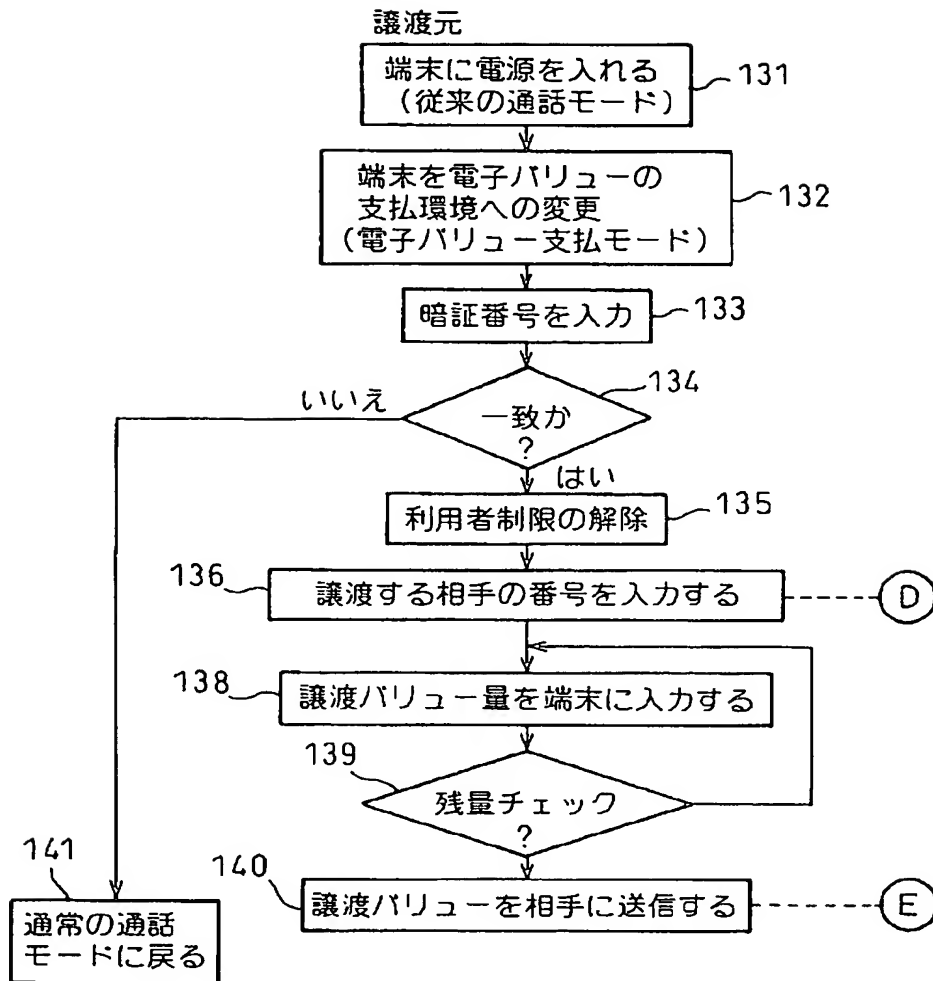 譲渡元
端末に電源を入れる
（従来の通話モード）
131
端末を電子バリューの
支払環境への変更
（電子バリュー支払モード）
132
暗証番号を入力
133
134
いいえ
一致か
?
はい
利用者制限の解除
135
136
譲渡する相手の番号を入力する
D
138
譲渡バリュー量を端末に入力する
139
残量チェック
?
141
通常の通話
モードに戻る
140
譲渡バリューを相手に送信する
E